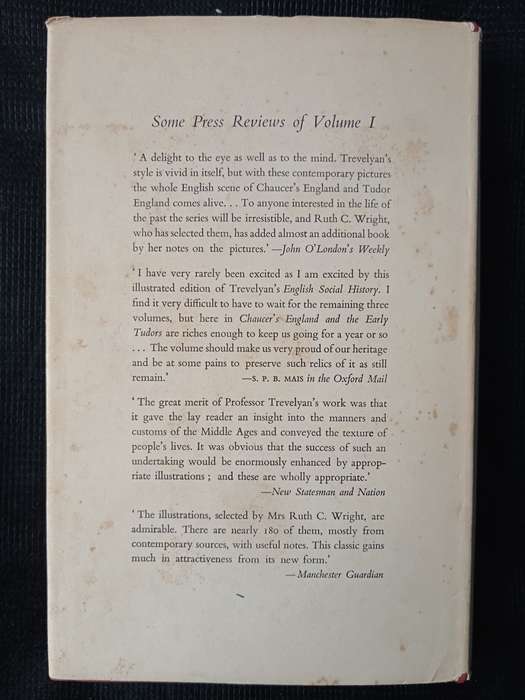 Some Press Reviews of Volume I
' A delight to the eye as well as to the mind. Trevelyan's
style is vivid in itself, but with these contemporary pictures
the whole English scene of Chaucer's England and Tudor
England comes alive. . . To anyone interested in the life of
the past the series will be irresistible, and Ruth C. Wright,
who has selected them, has added almost an additional book
by her notes on the pictures.' —John O'London's Weekly
' I have very rarely been excited as I am excited by this
illustrated edition of Trevelyan's English Social History. I
find it very difficult to have to wait for the remaining three
volumes, but here in Chaucer's England and the Early
Tudors are riches enough to keep us going for a year or so
. . . The volume should make us very proud of our heritage
and be at some pains to preserve such relics of it as still
remain.' —S. P. B. MAIS in the Oxford Mail
' The great merit of Professor Trevelyan's work was that
it gave the lay reader an insight into the manners and
customs of the Middle Ages and conveyed the texture of
people's lives. It was obvious that the success of such an
undertaking would be enormously enhanced by approp-
riate illustrations ; and these are wholly appropriate.'
—New Statesman and Nation
' The illustrations, selected by Mrs Ruth C. Wright, are
admirable. There are nearly 180 of them, mostly from
contemporary sources, with useful notes. This classic gains
much in attractiveness from its new form.'
—Manchester Guardian